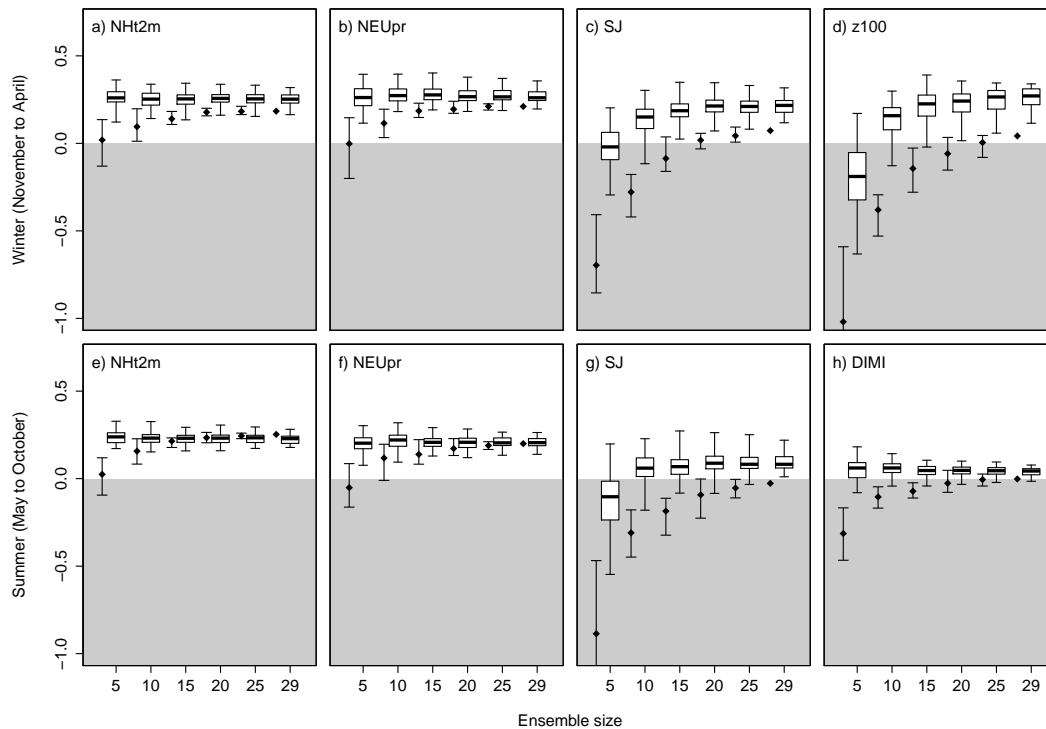 a) NHt2m
b) NEUpr
c) SJ
d) z100
0.5
0.0
−0.5
−1.0
Winter (November to April)
e) NHt2m
f) NEUpr
g) SJ
h) DIMI
0.5
0.0
−0.5
−1.0
Summer (May to October)
5 10 15 20 25 29
5 10 15 20 25 29
5 10 15 20 25 29
5 10 15 20 25 29
Ensemble size